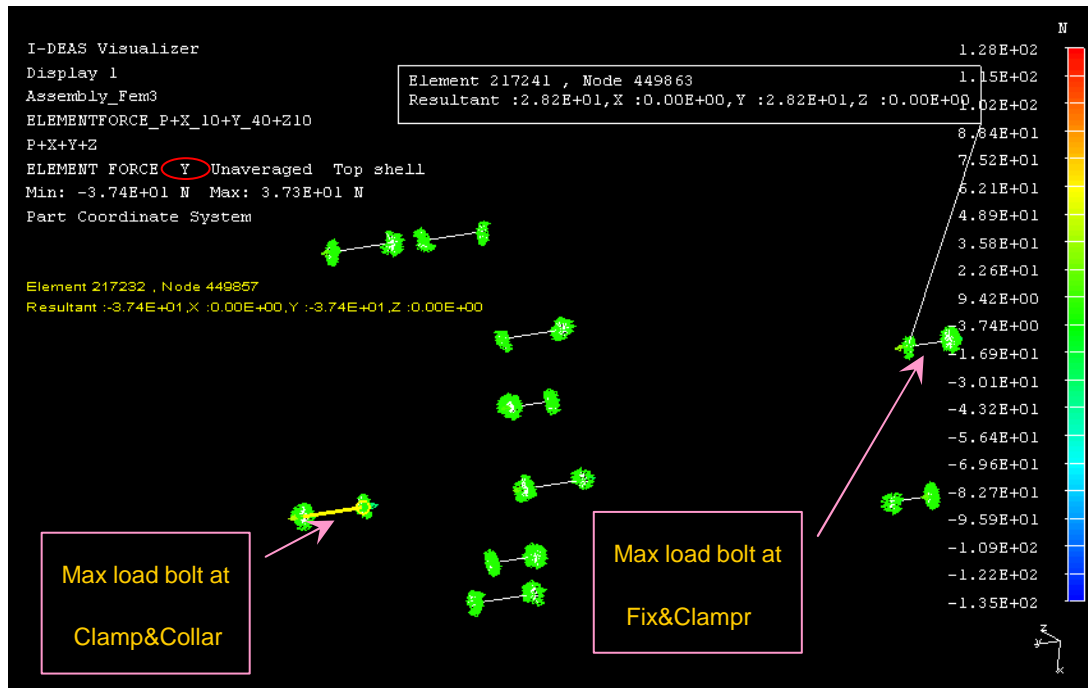 I-DEAS Visualizer
Display 1
Assembly_Fem3
ELEMENTFORCE_P+X_10+Y_40+Z10
P+X+Y+Z
ELEMENT FORCE Y Unaveraged Top shell
Min: -3.74E+01 N Max: 3.73E+01 N
Part Coordinate System
Element 217241 , Node 449863
Resultant :2.82E+01,X :0.00E+00,Y :2.82E+01,Z :0.00E+00
Element 217232 , Node 449857
Resultant :-3.74E+01,X :0.00E+00,Y :-3.74E+01,Z :0.00E+00
Max load bolt at
Clamp&Collar
Max load bolt at
Fix&Clampr
N
1.28E+02
1.15E+02
1.02E+02
8.84E+01
7.52E+01
6.21E+01
4.89E+01
3.58E+01
2.26E+01
9.42E+00
-3.74E+00
-1.69E+01
-3.01E+01
-4.32E+01
-5.64E+01
-6.96E+01
-8.27E+01
-9.59E+01
-1.09E+02
-1.22E+02
-1.35E+02
Z
Y
X